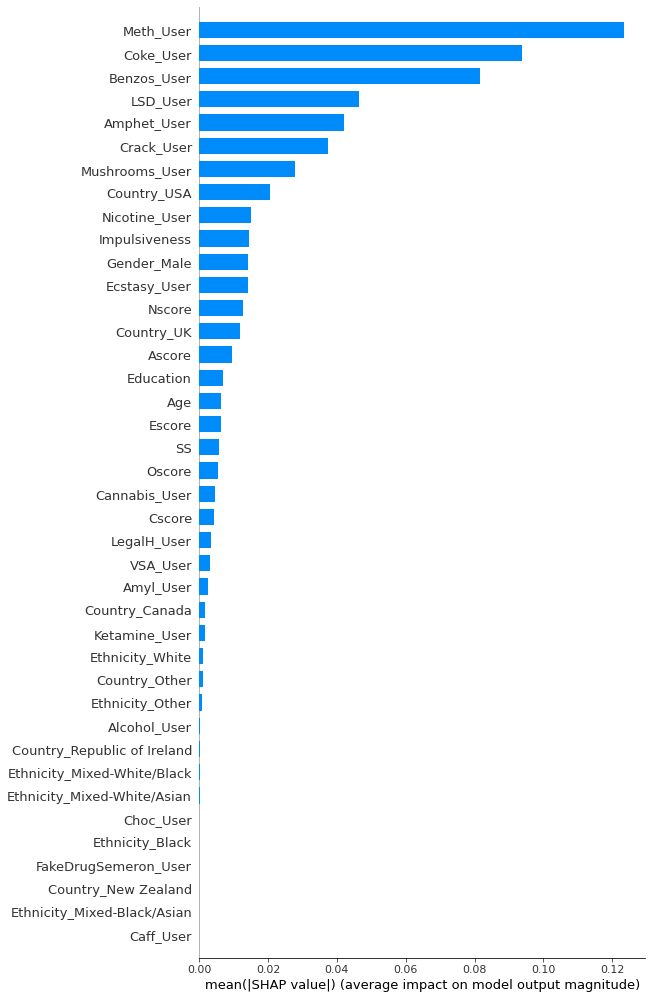 Meth_User
Coke_User
Benzos_User
LSD_User
Amphet_User
Crack_User
Mushrooms_User
Country_USA
Nicotine_User
Impulsiveness
Gender_Male
Ecstasy_User
Nscore
Country_UK
Ascore
Education
Age
Escore
SS
Oscore
Cannabis_User
Cscore
LegalH_User
VSA_User
Amyl_User
Country_Canada
Ketamine_User
Ethnicity_White
Country_Other
Ethnicity_Other
Alcohol_User
Country_Republic of Ireland
Ethnicity_Mixed-White/Black
Ethnicity_Mixed-White/Asian
Choc_User
Ethnicity_Black
FakeDrugSemeron_User
Country_New Zealand
Ethnicity_Mixed-Black/Asian
Caff_User
0.00 0.02 0.04 0.06 0.08 0.10 0.12
mean(|SHAP value|) (average impact on model output magnitude)